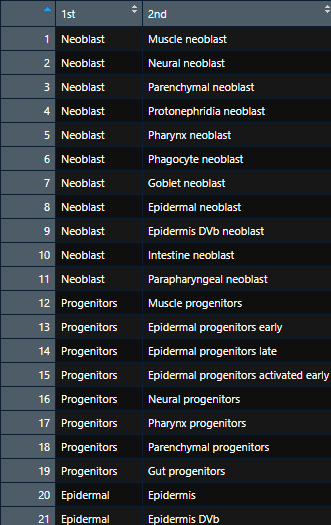 1st 2nd
1 Neoblast Muscle neoblast
2 Neoblast Neural neoblast
3 Neoblast Parenchymal neoblast
4 Neoblast Protonephridia neoblast
5 Neoblast Pharynx neoblast
6 Neoblast Phagocyte neoblast
7 Neoblast Goblet neoblast
8 Neoblast Epidermal neoblast
9 Neoblast Epidermis DVb neoblast
10 Neoblast Intestine neoblast
11 Neoblast Parapharyngeal neoblast
12 Progenitors Muscle progenitors
13 Progenitors Epidermal progenitors early
14 Progenitors Epidermal progenitors late
15 Progenitors Epidermal progenitors activated early
16 Progenitors Neural progenitors
17 Progenitors Pharynx progenitors
18 Progenitors Parenchymal progenitors
19 Progenitors Gut progenitors
20 Epidermal Epidermis
21 Epidermal Epidermis DVb